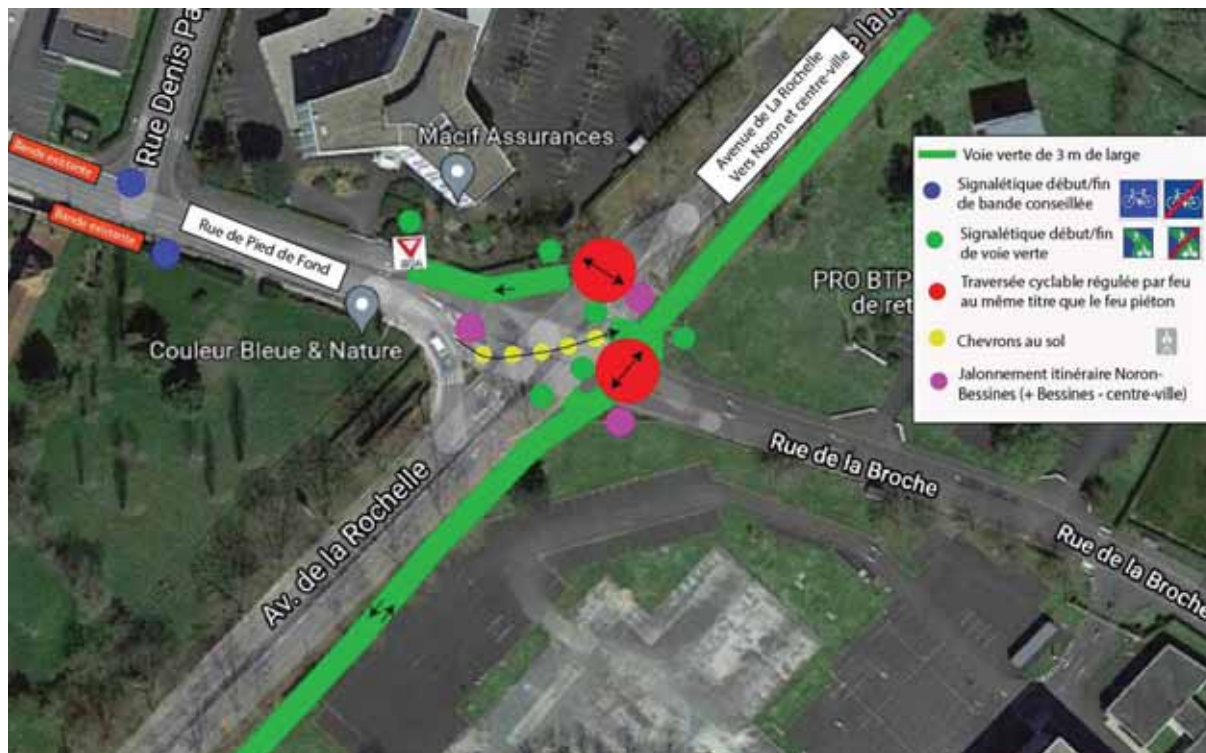 Rue Denis Pa
Macif Assurances
Avenue de La Rochelle
Vers Noron et centre-ville
e la R
Bande existante
Bande existante
Rue de Pied de Fond
Couleur Bleue & Nature
PRO BTP
de ret
Av. de la Rochelle
Rue de la Broche
Rue de la Broche
Voie verte de 3 m de large
Signalétique début/fin
de bande conseillée
Signalétique début/fin
de voie verte
Traversée cyclable régulée par feu
au même titre que le feu piéton
Chevrons au sol
Jalonnement itinéraire Noron-
Bessines (+ Bessines - centre-ville)